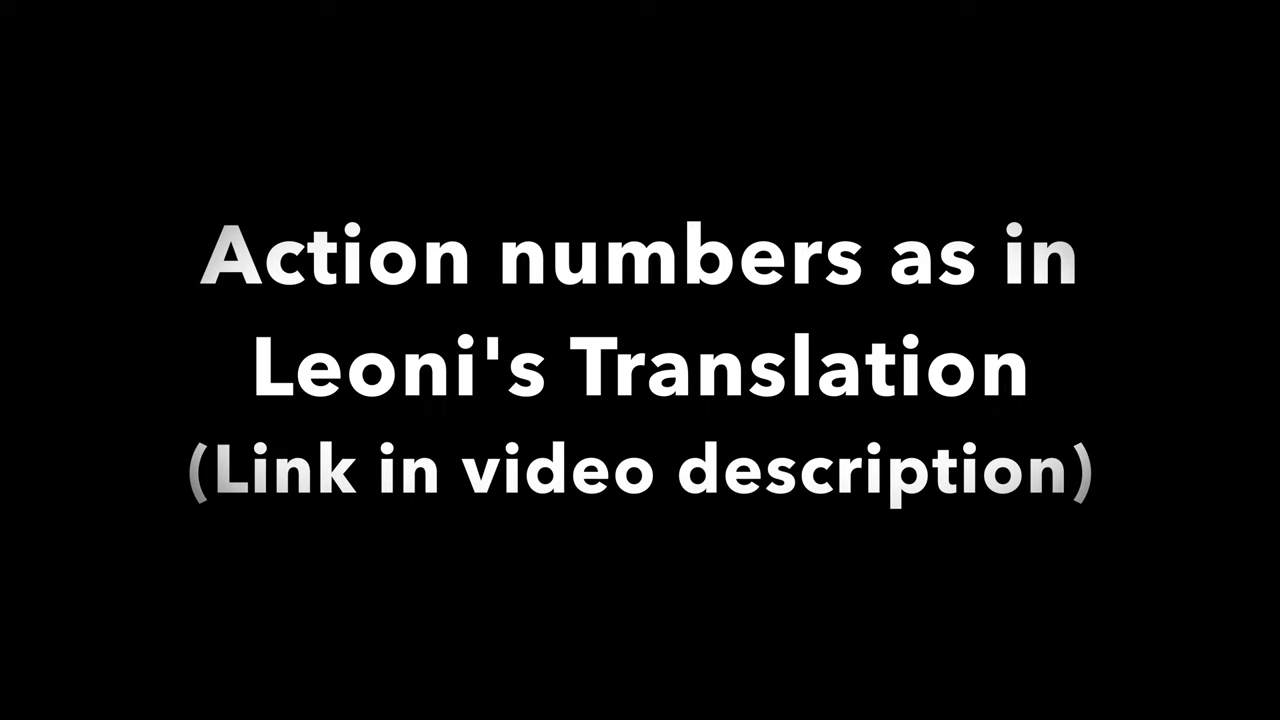 Action numbers as in
Leoni's Translation
(Link in video description)